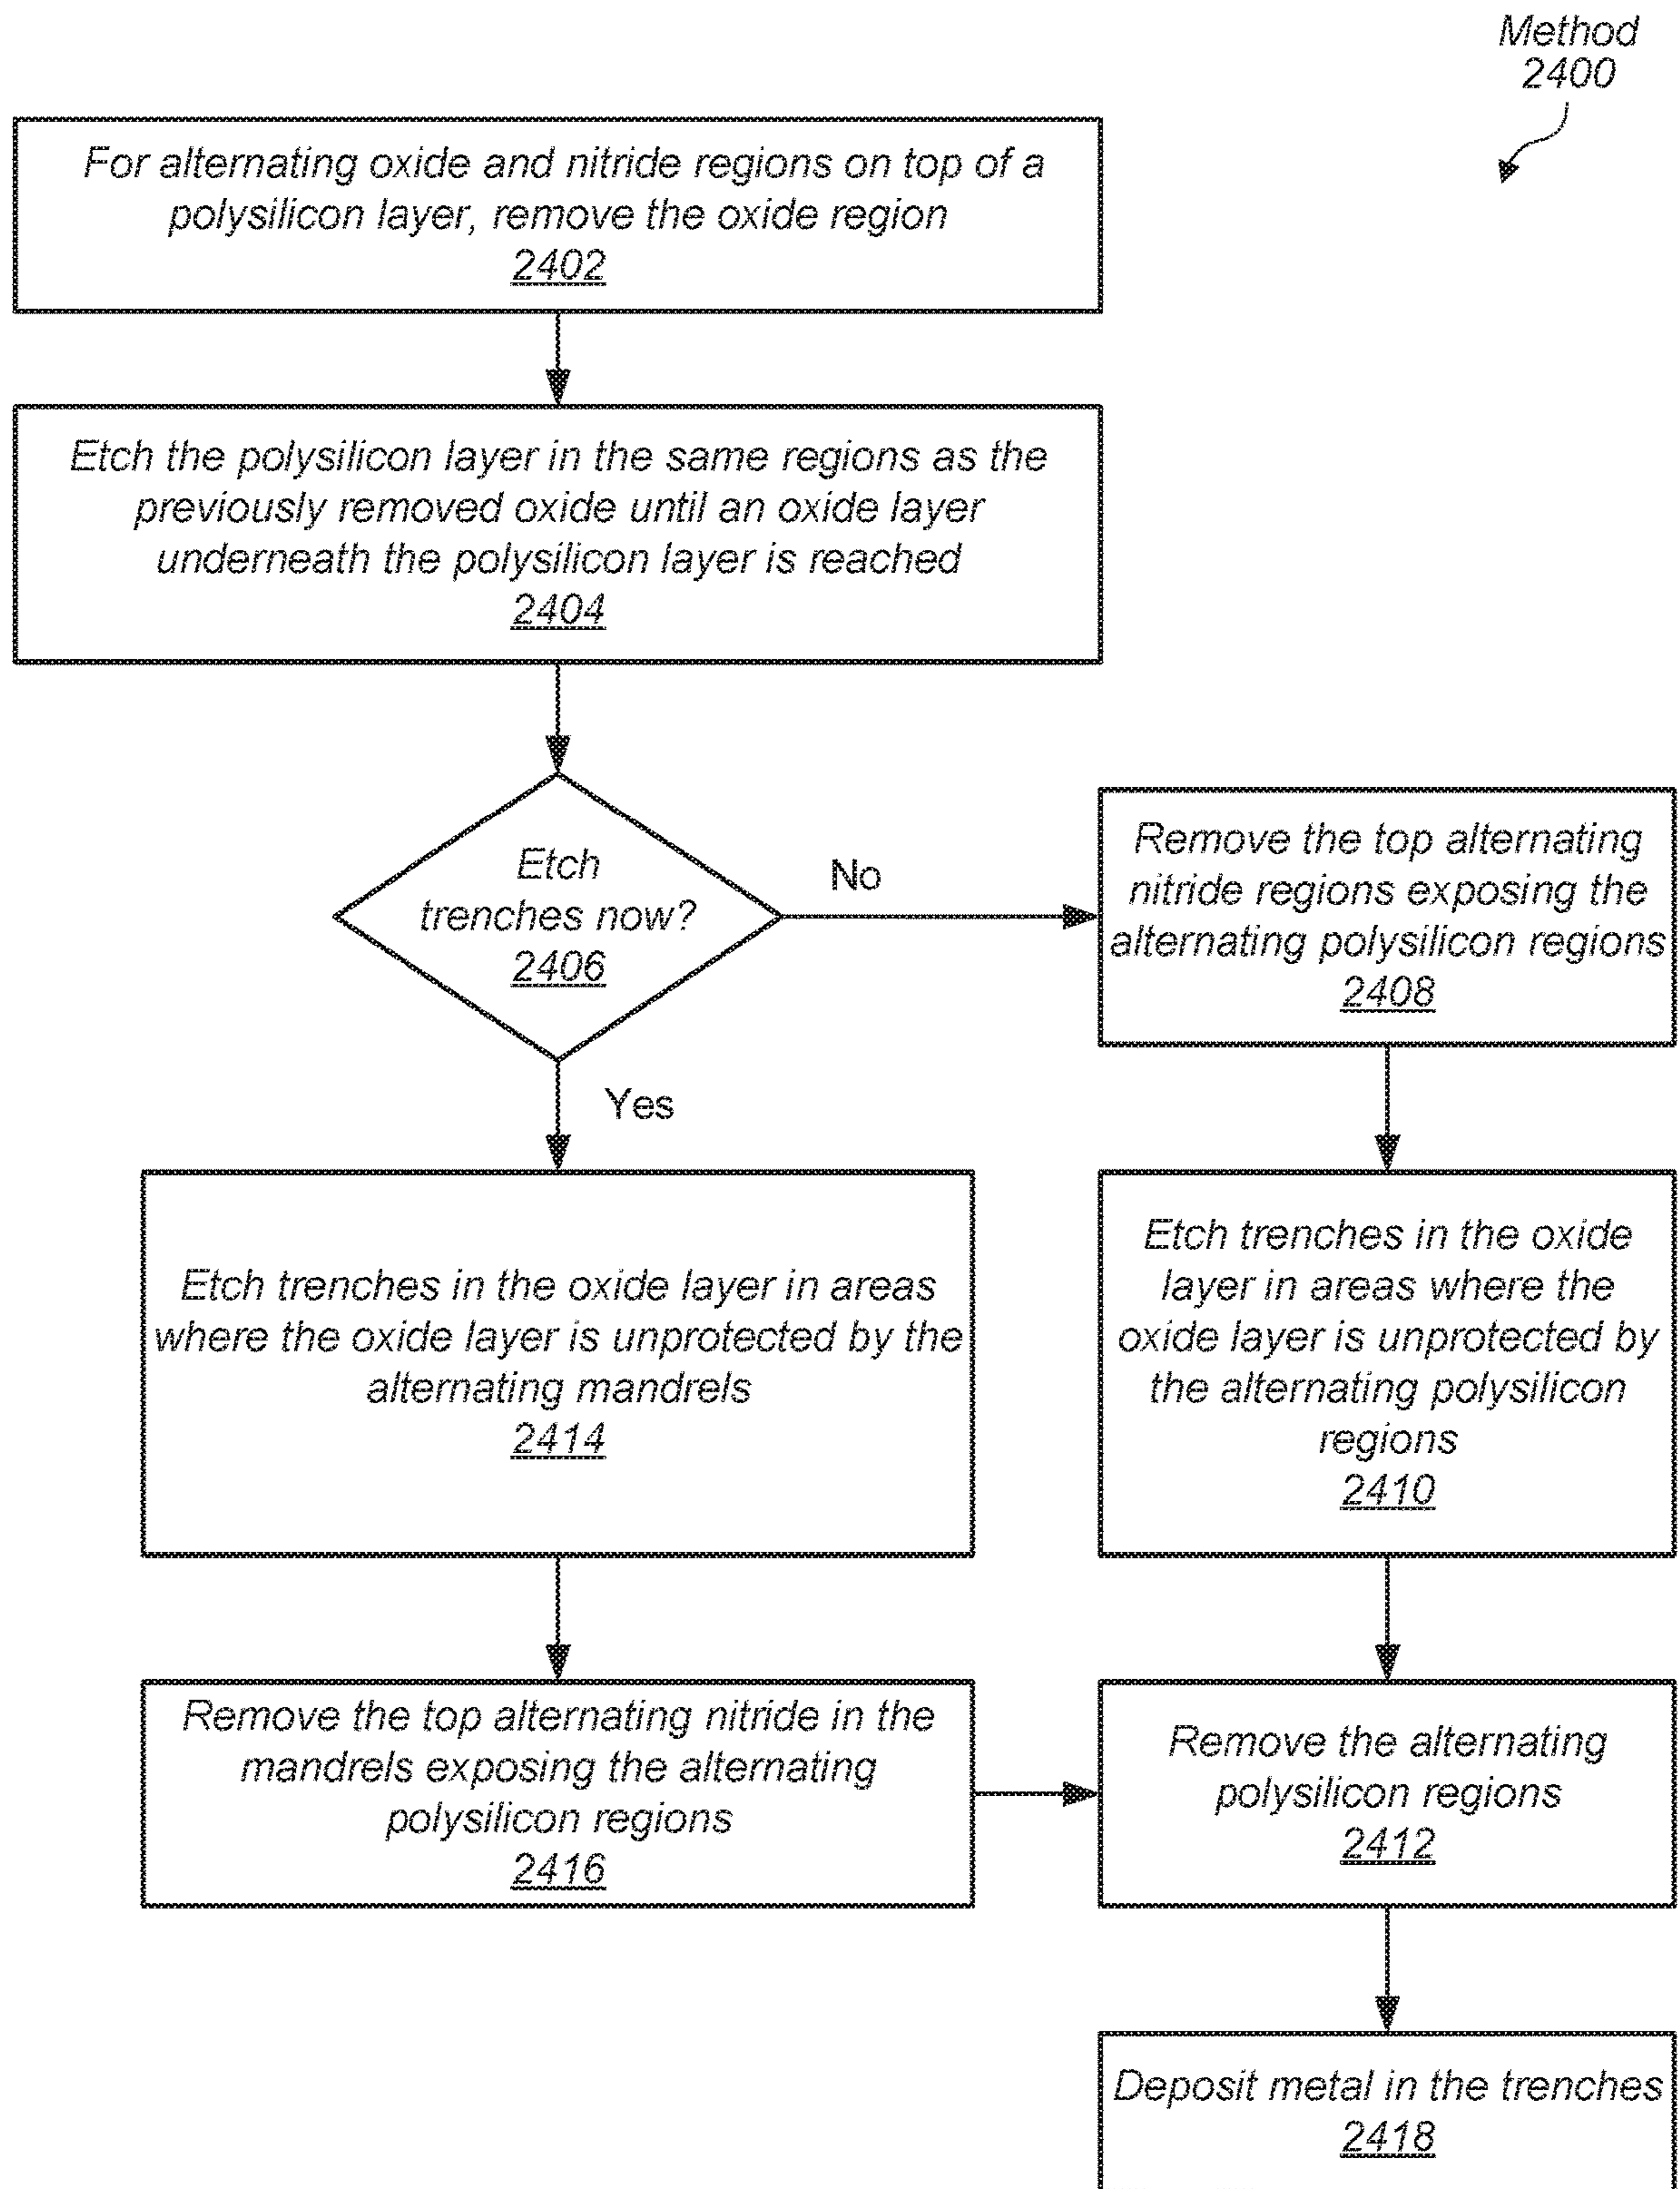 Method
2400
For alternating oxide and nitride regions on top of a
polysilicon layer, remove the oxide region
2402
Etch the polysilicon layer in the same regions as the
previously removed oxide until an oxide layer
underneath the polysilicon layer is reached
2404
Etch
trenches now?
2406
No
Yes
Remove the top alternating
nitride regions exposing the
alternating polysilicon regions
2408
Etch trenches in the oxide layer in areas
where the oxide layer is unprotected by the
alternating mandrels
2414
Etch trenches in the oxide
layer in areas where the
oxide layer is unprotected by
the alternating polysilicon
regions
2410
Remove the top alternating nitride in the
mandrels exposing the alternating
polysilicon regions
2416
Remove the alternating
polysilicon regions
2412
Deposit metal in the trenches
2418